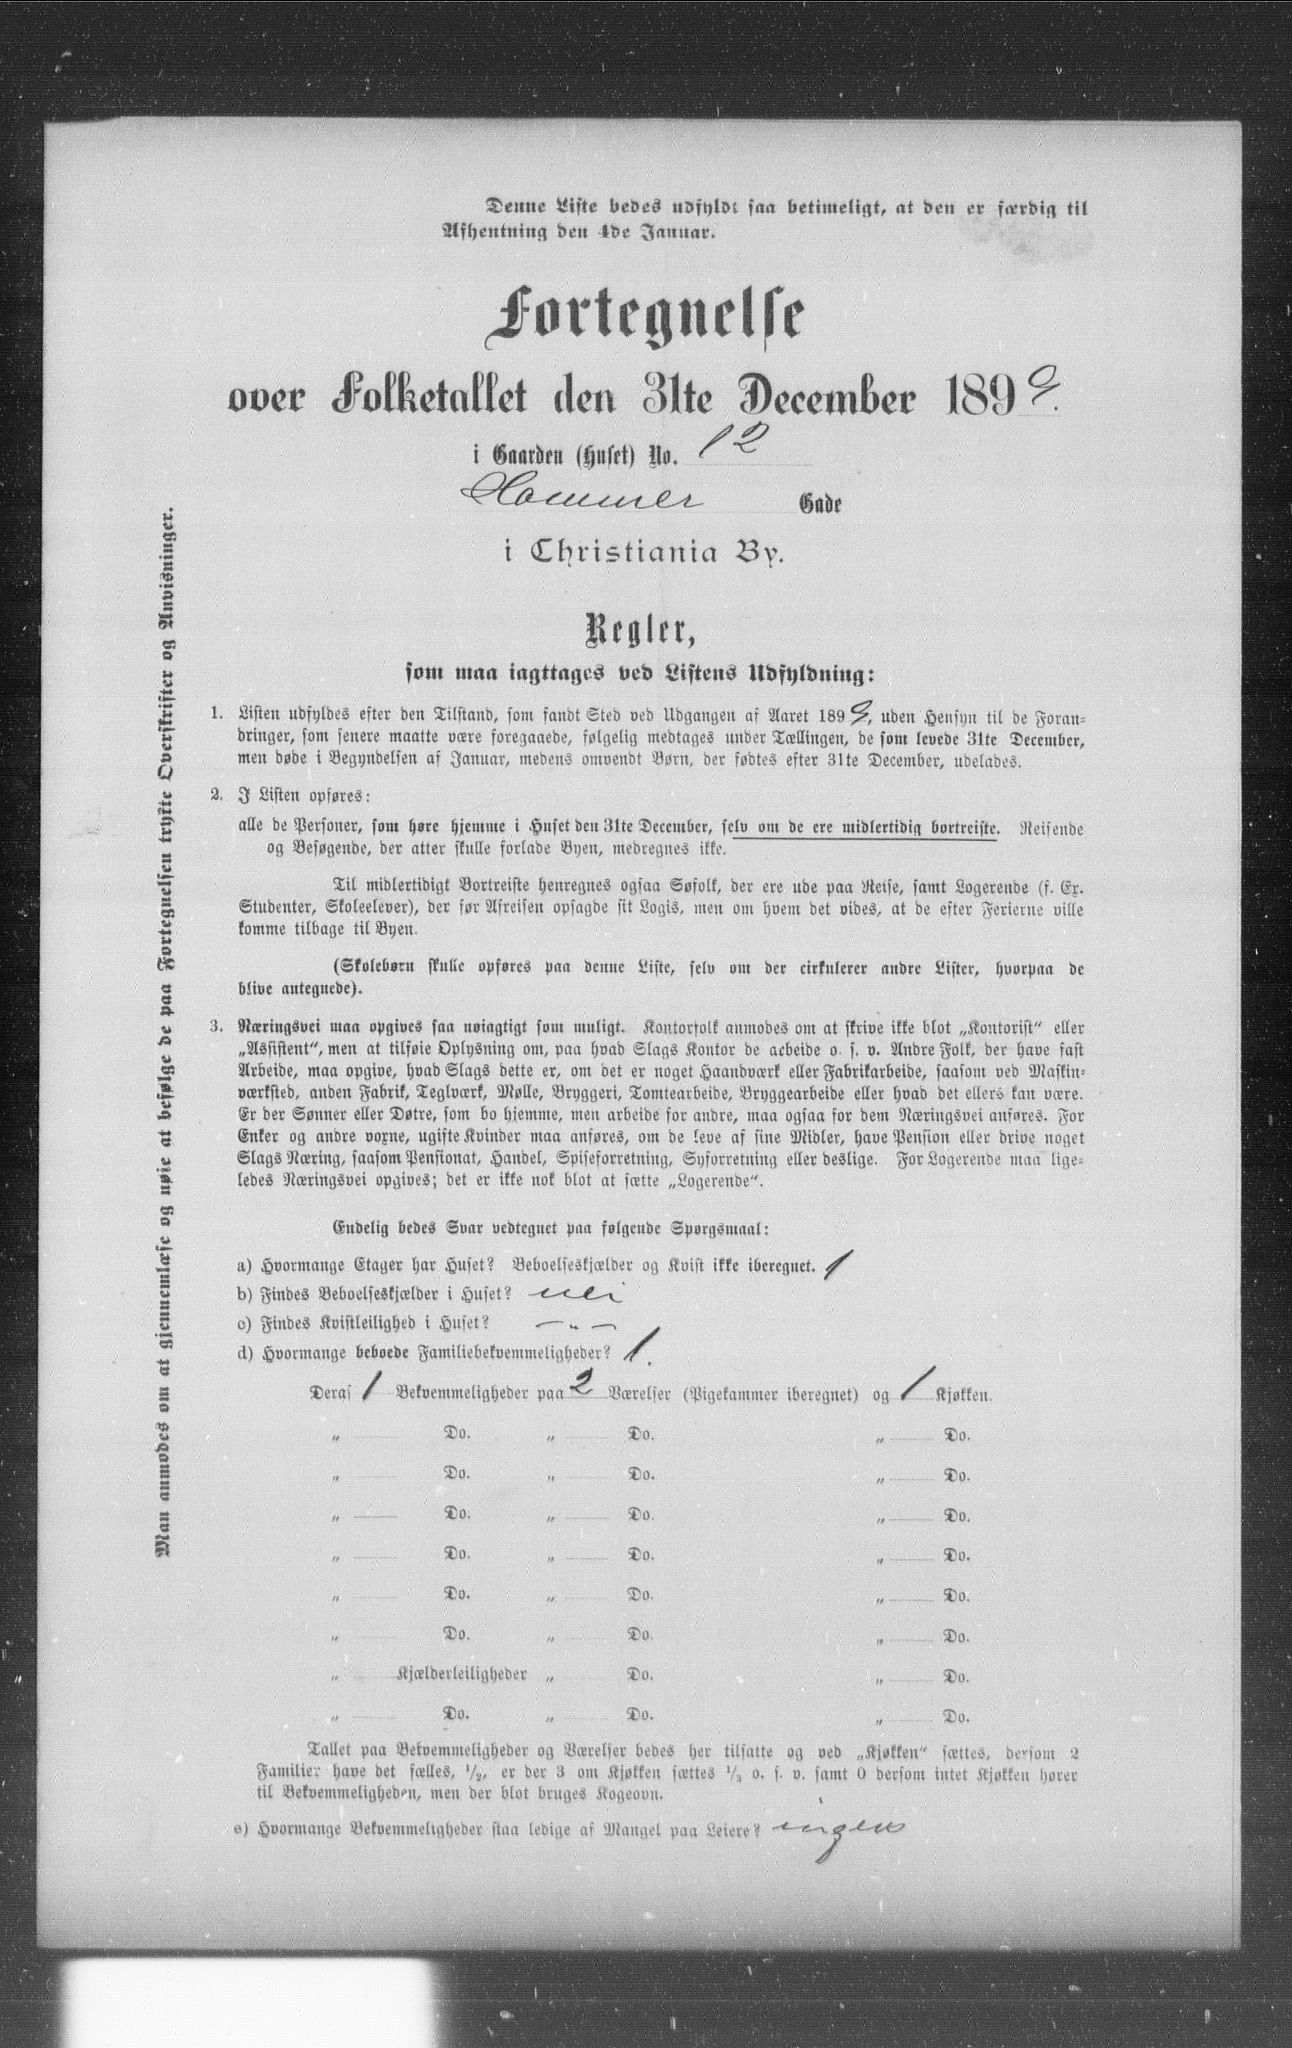 Denne Liste bedes udfyldt saa betimeligt, at den er færdig til
Afhentning den 4de Januar.
Fortegnelse
over Folketallet den 31te December 1899.
i Gaarden (Huset) No. 12
Hammer Gade
i Christiania By.
Regler,
som maa iagttages ved Listens Udfyldning:
1. Listen udfyldes efter den Tilstand, som fandt Sted ved Udgangen af Aaret 1899, uden Hensyn til de Foran-
dringer, som senere maatte være foregaaede, følgelig medtages under Tællingen, de som levede 31te December,
men døde i Begyndelsen af Januar, medens omvendt Børn, der fødtes efter 31te December, udelades.
2. I Listen opføres:
alle de Personer, som høre hjemme i Huset den 31te December, selv om de ere midlertidig bortreiste. Reisende
og Besøgende, der atter skulle forlade Byen, medregnes ikke.
Til midlertidigt Bortreiste henregnes ogsaa Søfolk, der ere ude paa Reise, samt Logerende (f. Ex.
Studenter, Skoleelever), der før Afreisen opsagde sit Logis, men om hvem det vides, at de efter Ferierne ville
komme tilbage til Byen.
(Skolebørn skulle opføres paa denne Liste, selv om der cirkulerer andre Lister, hvorpaa de
blive antegnede).
3. Næringsvei maa opgives saa nøiagtigt som muligt. Kontorfolk anmodes om at skrive ikke blot „Kontorist“ eller
„Assistent“, men at tilføie Oplysning om, paa hvad Slags Kontor de arbeide o. s. v. Andre Folk, der have fast
Arbeide, maa opgive, hvad Slags dette er, om det er noget Haandværk eller Fabrikarbeide, saasom ved Maskin-
værksted, anden Fabrik, Teglværk, Mølle, Bryggeri, Tomtearbeide, Bryggearbeide eller hvad det ellers kan være.
Er der Sønner eller Døtre, som bo hjemme, men arbeide for andre, maa ogsaa for dem Næringsvei anføres. For
Enker og andre voxne, ugifte Kvinder maa anføres, om de leve af sine Midler, have Pension eller drive noget
Slags Næring, saasom Pensionat, Handel, Spiseforretning, Syforretning eller deslige. For Logerende maa lige-
ledes Næringsvei opgives; det er ikke nok blot at sætte „Logerende“.
Endelig bedes Svar vedtegnet paa følgende Spørgsmaal:
a) Hvormange Etager har Huset? Beboelseskjælder og Kvist ikke iberegnet. 1
b) Findes Beboelseskjælder i Huset? nei
c) Findes Kvistleilighed i Huset? — „ —
d) Hvormange beboede Familiebekvemmeligheder? 1.
Deraf 1 Bekvemmeligheder paa 2 Værelser (Pigekammer iberegnet) og 1 Kjøkken.
„ Do. „ Do. „ Do.
„ Do. „ Do. „ Do.
„ Do. „ Do. „ Do.
„ Do. „ Do. „ Do.
„ Do. „ Do. „ Do.
„ Do. „ Do. „ Do.
„ Kjælderleiligheder „ Do. „ Do.
„ Do. „ Do. „ Do.
Tallet paa Bekvemmeligheder og Værelser bedes her tilsatte og ved „Kjøkken“ sættes, dersom 2
Familier have det fælles, 1/2, er der 3 om Kjøkken sættes 1/3 o. s. v. samt 0 dersom intet Kjøkken hører
til Bekvemmeligheden, men der blot bruges Kogeovn.
e) Hvormange Bekvemmeligheder staa ledige af Mangel paa Leiere? ingen
Man anmodes om at gjennemlæse og nøie at befølge de paa Fortegnelsen trykte Overskrifter og Anvisninger.